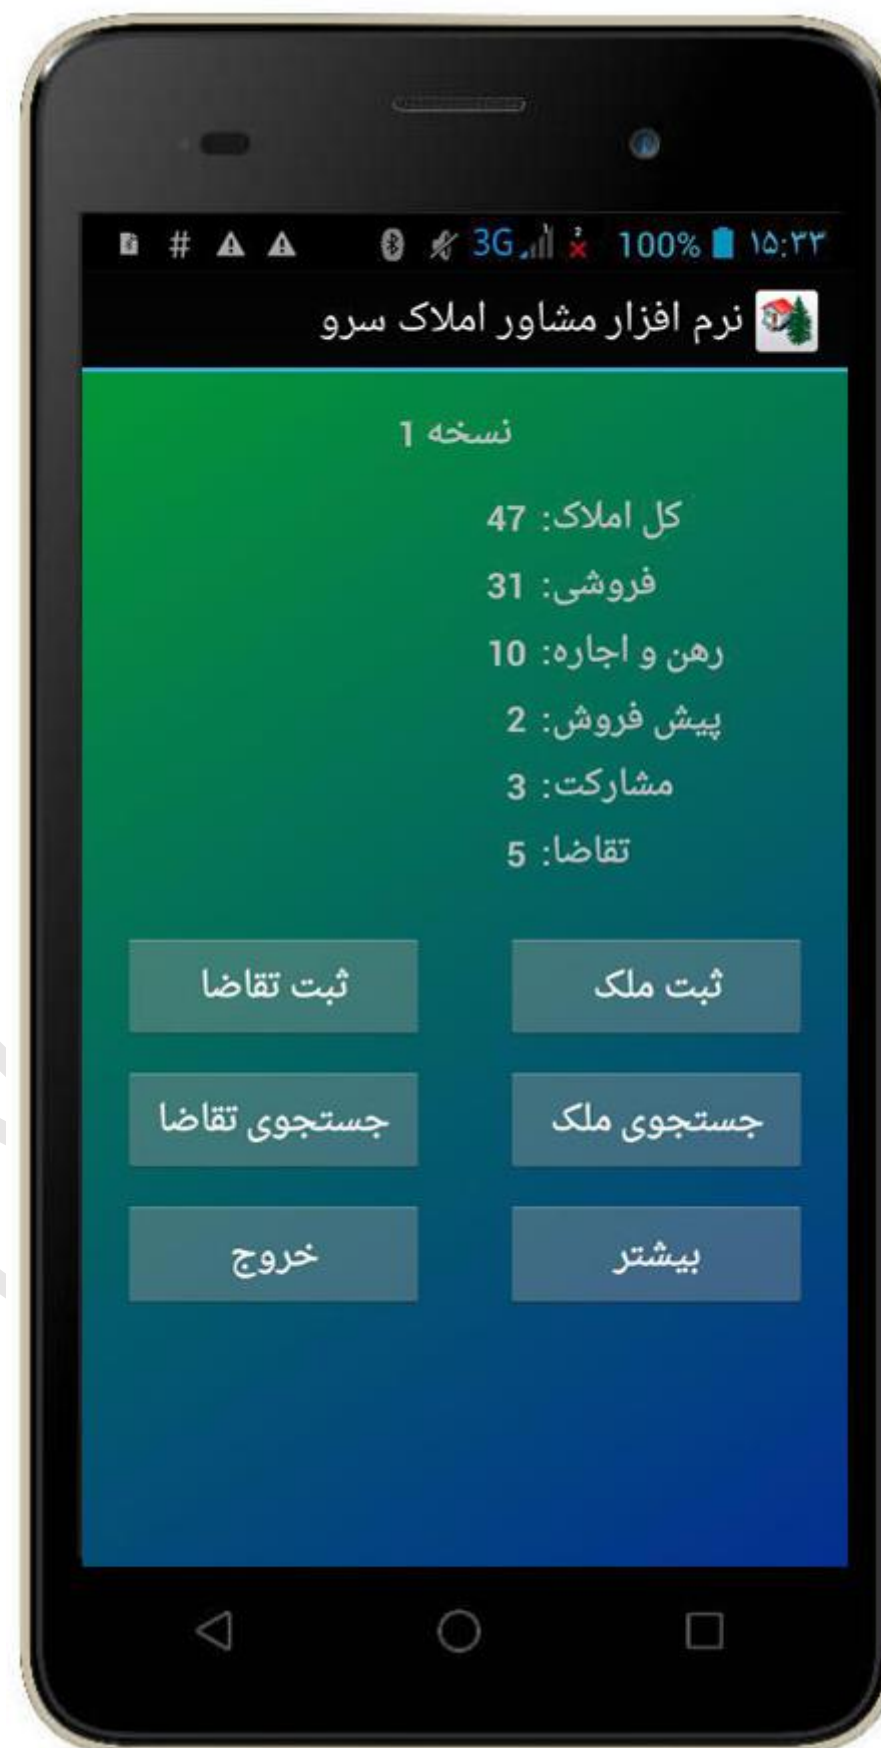 3G 100% ۱۵:۳۳
نرم افزار مشاور املاک سرو
نسخه 1
کل املاک: 47
فروشی: 31
رهن و اجاره: 10
پیش فروش: 2
مشارکت: 3
تقاضا: 5
ثبت ملک ثبت تقاضا
جستجوی ملک جستجوی تقاضا
بیشتر خروج